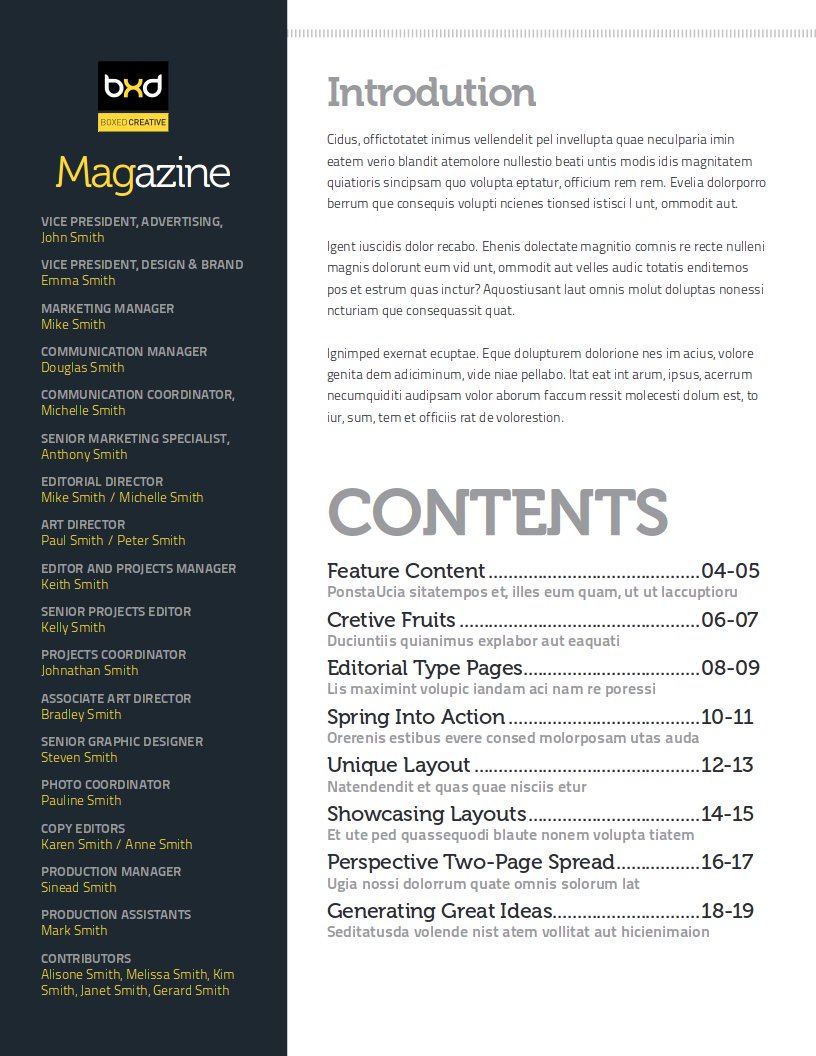 bxd
BOXEDCREATIVE
Magazine
VICE PRESIDENT, ADVERTISING,
John Smith
VICE PRESIDENT, DESIGN & BRAND
Emma Smith
MARKETING MANAGER
Mike Smith
COMMUNICATION MANAGER
Douglas Smith
COMMUNICATION COORDINATOR,
Michelle Smith
SENIOR MARKETING SPECIALIST,
Anthony Smith
EDITORIAL DIRECTOR
Mike Smith / Michelle Smith
ART DIRECTOR
Paul Smith / Peter Smith
EDITOR AND PROJECTS MANAGER
Keith Smith
SENIOR PROJECTS EDITOR
Kelly Smith
PROJECTS COORDINATOR
Johnathan Smith
ASSOCIATE ART DIRECTOR
Bradley Smith
SENIOR GRAPHIC DESIGNER
Steven Smith
PHOTO COORDINATOR
Pauline Smith
COPY EDITORS
Karen Smith / Anne Smith
PRODUCTION MANAGER
Sinead Smith
PRODUCTION ASSISTANTS
Mark Smith
CONTRIBUTORS
Alisone Smith, Melissa Smith, Kim
Smith, Janet Smith, Gerard Smith
Introdution
Cidus, offictotatet inimus vellendelit pel invellupta quae neculparia imin
eatem verio blandit atemolore nullestio beati untis modis idis magnitatem
quiatioris sincipsam quo volupta eptatur, officium rem rem. Evelia dolorporro
berrum que consequis volupti ncienes tionsed istisci l unt, ommodit aut.
Igent iuscidis dolor recabo. Ehenis dolectate magnitio comnis re recte nulleni
magnis dolorunt eum vid unt, ommodit aut velles audic totatis enditemos
pos et estrum quas inctur? Aquostiusant laut omnis molut doluptas nonessi
ncturiam que consequassit quat.
Ignimped exernat ecuptae. Eque dolupturem dolorione nes im acius, volore
genita dem adiciminum, vide niae pellabo. Itat eat int arum, ipsus, acerrum
necumquiditi audipsam volor aborum faccum ressit molecesti dolum est, to
iur, sum, tem et officiis rat de volorestion.
CONTENTS
Feature Content..........................................04-05
PonstaUcia sitatempos et, illes eum quam, ut ut laccuptioru
Cretive Fruits ................................................06-07
Duciuntiis quianimus explabor aut eaquati
Editorial Type Pages...................................08-09
Lis maximint volupic iandam aci nam re poressi
Spring Into Action ......................................10-11
Orerenis estibus evere consed molorposam utas auda
Unique Layout .............................................12-13
Natendendit et quas quae nisciis etur
Showcasing Layouts..................................14-15
Et ute ped quassequodi blaute nonem volupta tiatem
Perspective Two-Page Spread.................16-17
Ugia nossi dolorrum quate omnis solorum lat
Generating Great Ideas.............................18-19
Seditatusda volende nist atem vollitat aut hicienimaion